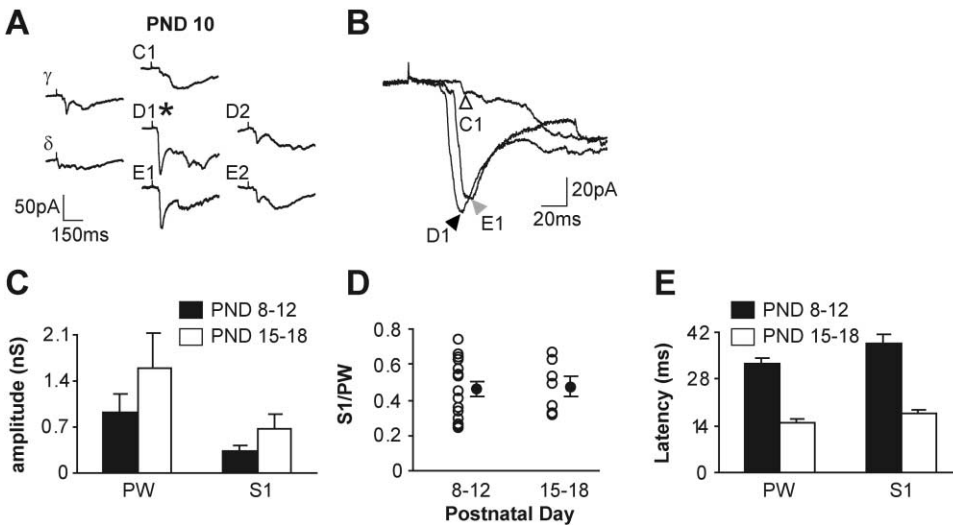 A
PND 10
C1
γ
D1*
D2
δ
E1
E2
50pA
150ms
B
C1
20pA
20ms
D1
E1
C
PND 8-12
PND 15-18
amplitude (nS)
2.1
1.4
0.7
0
PW
S1
D
S1/PW
0.8
0.6
0.4
0.2
0
8-12
15-18
Postnatal Day
E
PND 8-12
PND 15-18
Latency (ms)
42
28
14
0
PW
S1